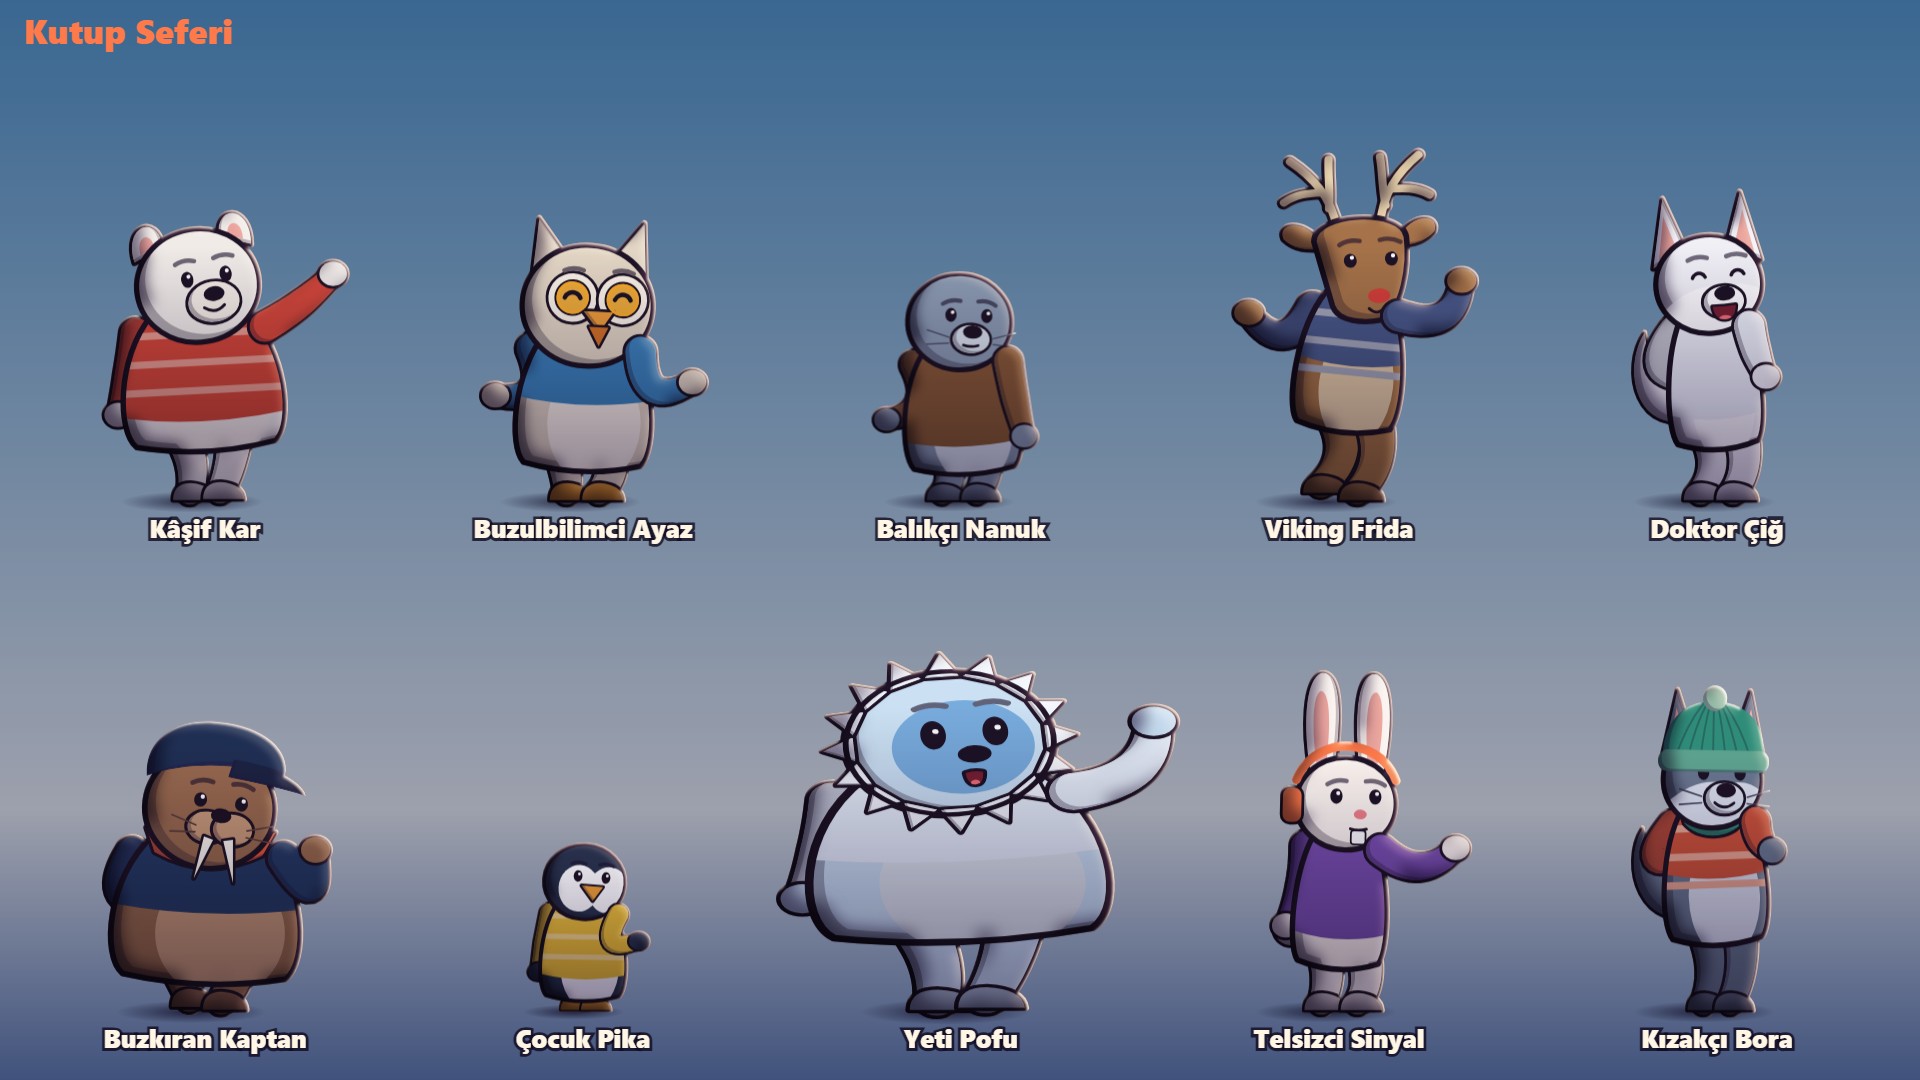 Kutup Seferi
Kâşif Kar
Buzulbilimci Ayaz
Balıkçı Nanuk
Viking Frida
Doktor Çiğ
Buzkıran Kaptan
Çocuk Pika
Yeti Pofu
Telsizci Sinyal
Kızakçı Bora